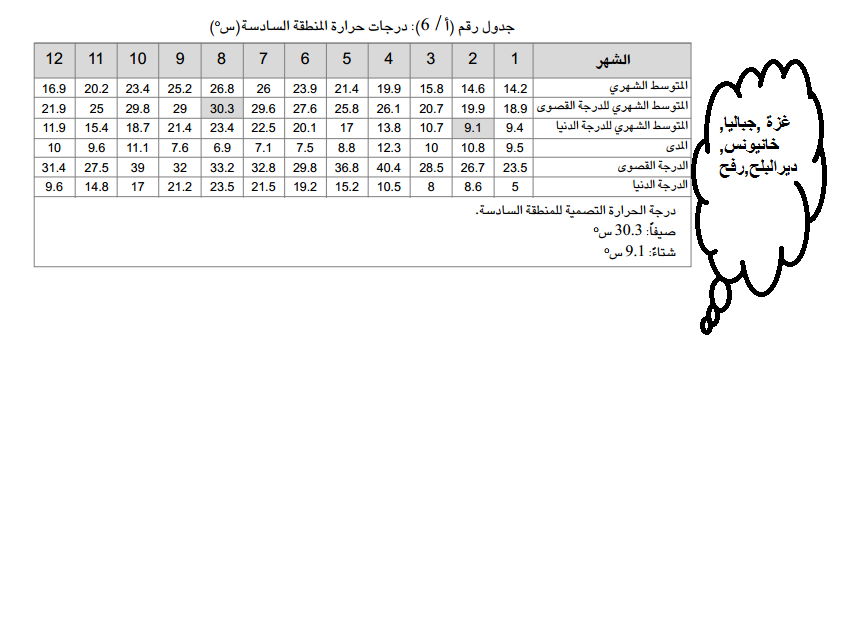 جدول رقم (أ / 6): درجات حرارة المنطقة السادسة(س°)
الشهر 1 2 3 4 5 6 7 8 9 10 11 12
المتوسط الشهري 14.2 14.6 15.8 19.9 21.4 23.9 26 26.8 25.2 23.4 20.2 16.9
المتوسط الشهري للدرجة القصوى 18.9 19.9 20.7 26.1 25.8 27.6 29.6 30.3 29 29.8 25 21.9
المتوسط الشهري للدرجة الدنيا 9.4 9.1 10.7 13.8 17 20.1 22.5 23.4 21.4 18.7 15.4 11.9
المدى 9.5 10.8 10 12.3 8.8 7.5 7.1 6.9 7.6 11.1 9.6 10
الدرجة القصوى 23.5 26.7 28.5 40.4 36.8 29.8 32.8 33.2 32 39 27.5 31.4
الدرجة الدنيا 5 8.6 8 10.5 15.2 19.2 21.5 23.5 21.2 17 14.8 9.6
درجة الحرارة التصمية للمنطقة السادسة.
صيفاً: 30.3 س°
شتاءً: 9.1 س°
غزة ,جباليا,
خانيونس,
ديرالبلح,رفح